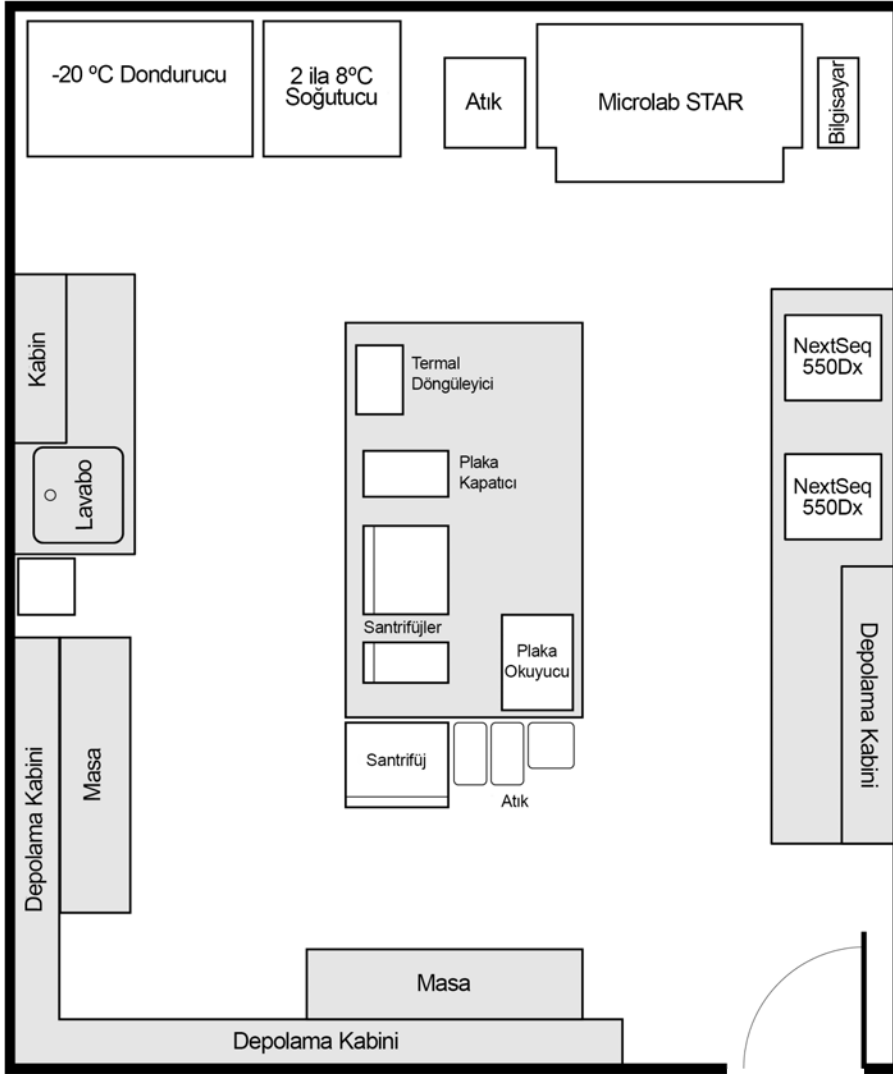 -20 ºC Dondurucu
2 ila 8ºC
Soğutucu
Atık
Microlab STAR
Bilgisayar
Kabin
Lavabo
Termal
Döngüleyici
Plaka
Kapatıcı
Santrifüjler
Plaka
Okuyucu
Santrifüj
Atık
NextSeq
550Dx
NextSeq
550Dx
Depolama Kabini
Depolama Kabini
Masa
Masa
Depolama Kabini